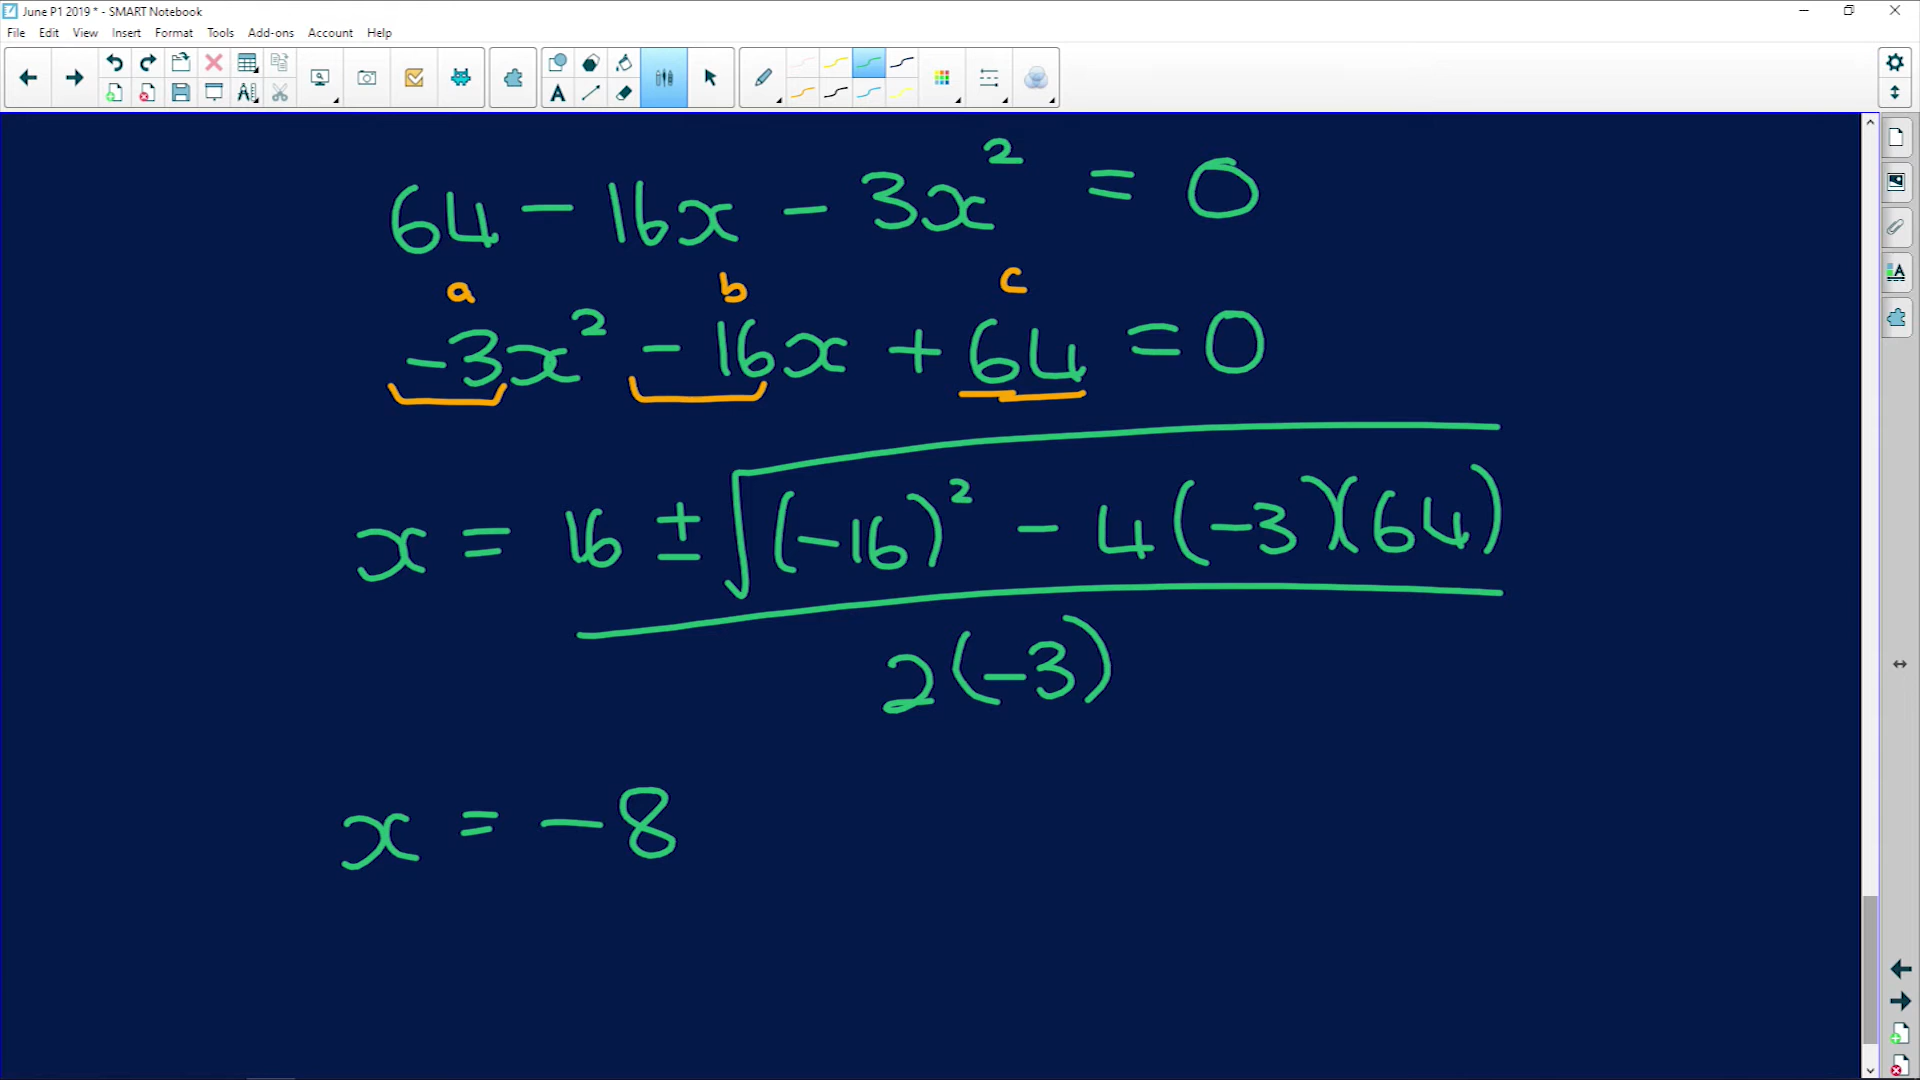 June P1 2019 * - SMART Notebook
File Edit View Insert Format Tools Add-ons Account Help
64 - 16x - 3x² = 0
a b c
-3x² - 16x + 64 = 0
x = 16 ± √((-16)² - 4(-3)(64))
2(-3)
x = -8